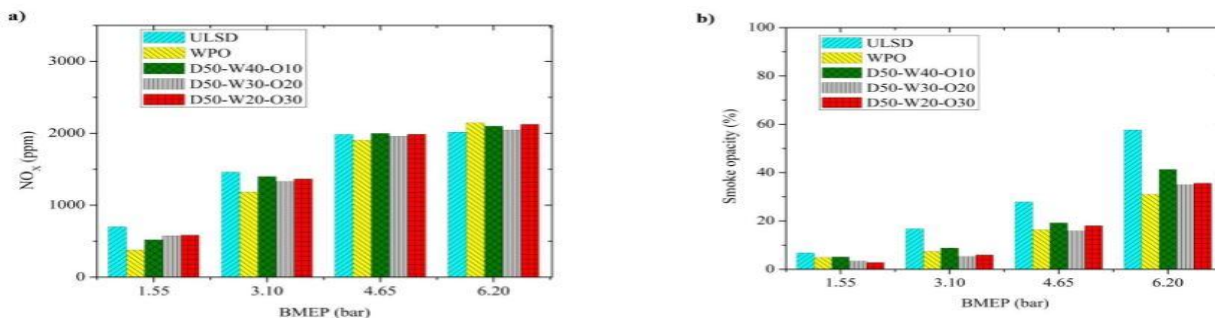 a)
NOX (ppm)
3000
2000
1000
0
ULSD
WPO
D50-W40-O10
D50-W30-O20
D50-W20-O30
1.55 3.10 4.65 6.20
BMEP (bar)
b)
Smoke opacity (%)
100
80
60
40
20
0
ULSD
WPO
D50-W40-O10
D50-W30-O20
D50-W20-O30
1.55 3.10 4.65 6.20
BMEP (bar)